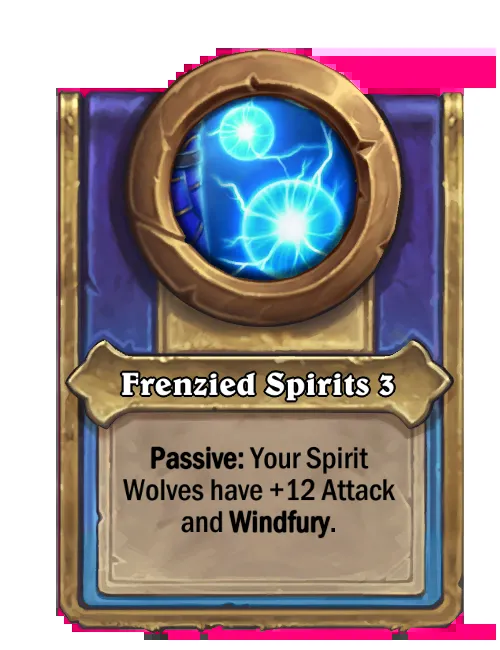 Frenzied Spirits 3
Passive: Your Spirit
Wolves have +12 Attack
and Windfury.